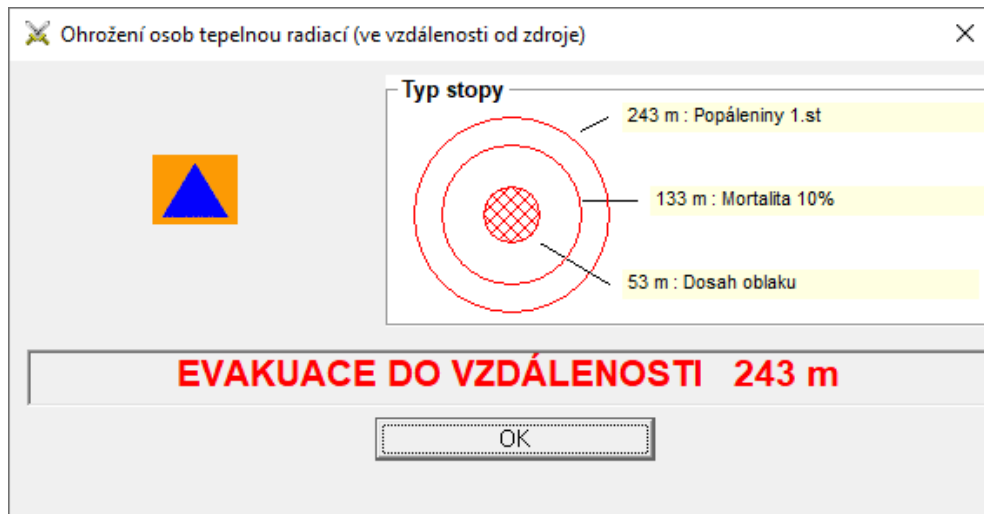 Ohrožení osob tepelnou radiací (ve vzdálenosti od zdroje)
Typ stopy
243 m : Popáleniny 1.st
133 m : Mortalita 10%
53 m : Dosah oblaku
EVAKUACE DO VZDÁLENOSTI 243 m
OK